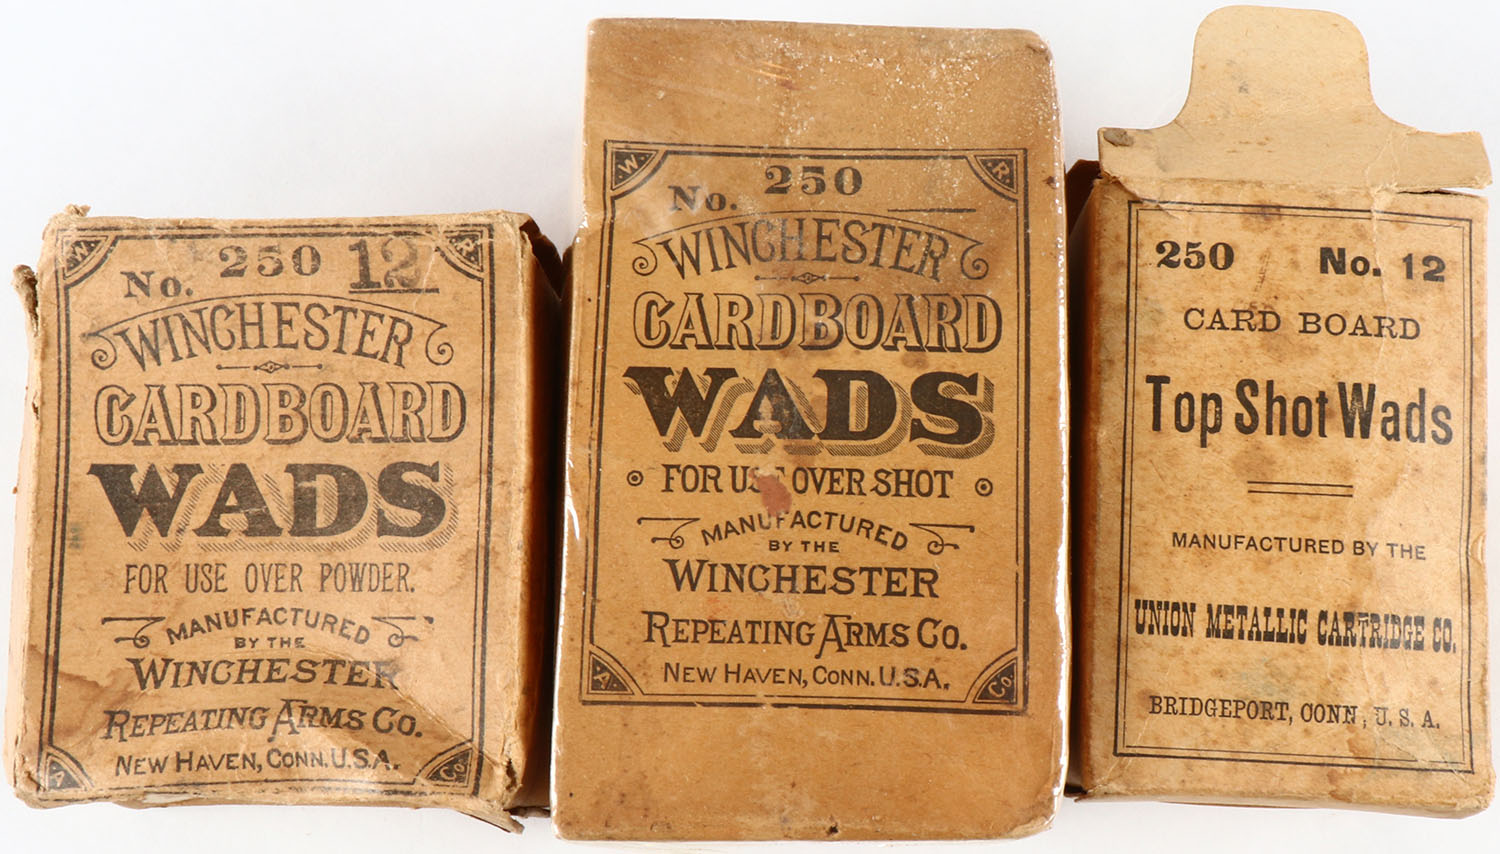 W. R.
No. 250 12
WINCHESTER
CARDBOARD
WADS
FOR USE OVER POWDER.
MANUFACTURED
BY THE
WINCHESTER
REPEATING ARMS CO.
NEW HAVEN, CONN. U.S.A.
A. Co.
W. R.
No. 250
WINCHESTER
CARDBOARD
WADS
FOR USE OVER SHOT
MANUFACTURED
BY THE
WINCHESTER
REPEATING ARMS CO.
NEW HAVEN, CONN. U.S.A.
A. Co.
250 No. 12
CARD BOARD
Top Shot Wads
MANUFACTURED BY THE
UNION METALLIC CARTRIDGE CO.
BRIDGEPORT, CONN, U. S. A.